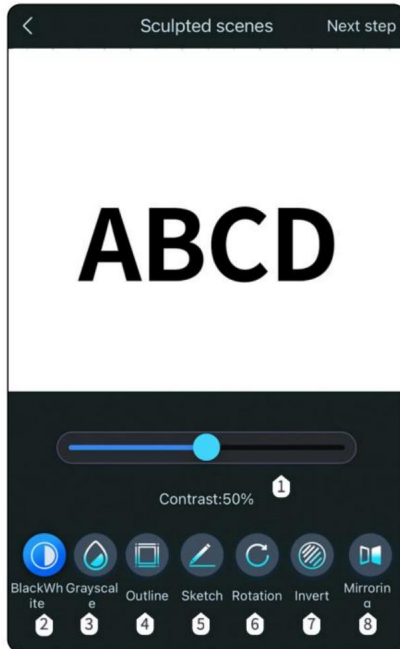 Sculpted scenes
Next step
ABCD
Contrast:50%
1
BlackWh
ite
Grayscal
e
Outline
Sketch
Rotation
Invert
Mirrorin
g
2
3
4
5
6
7
8